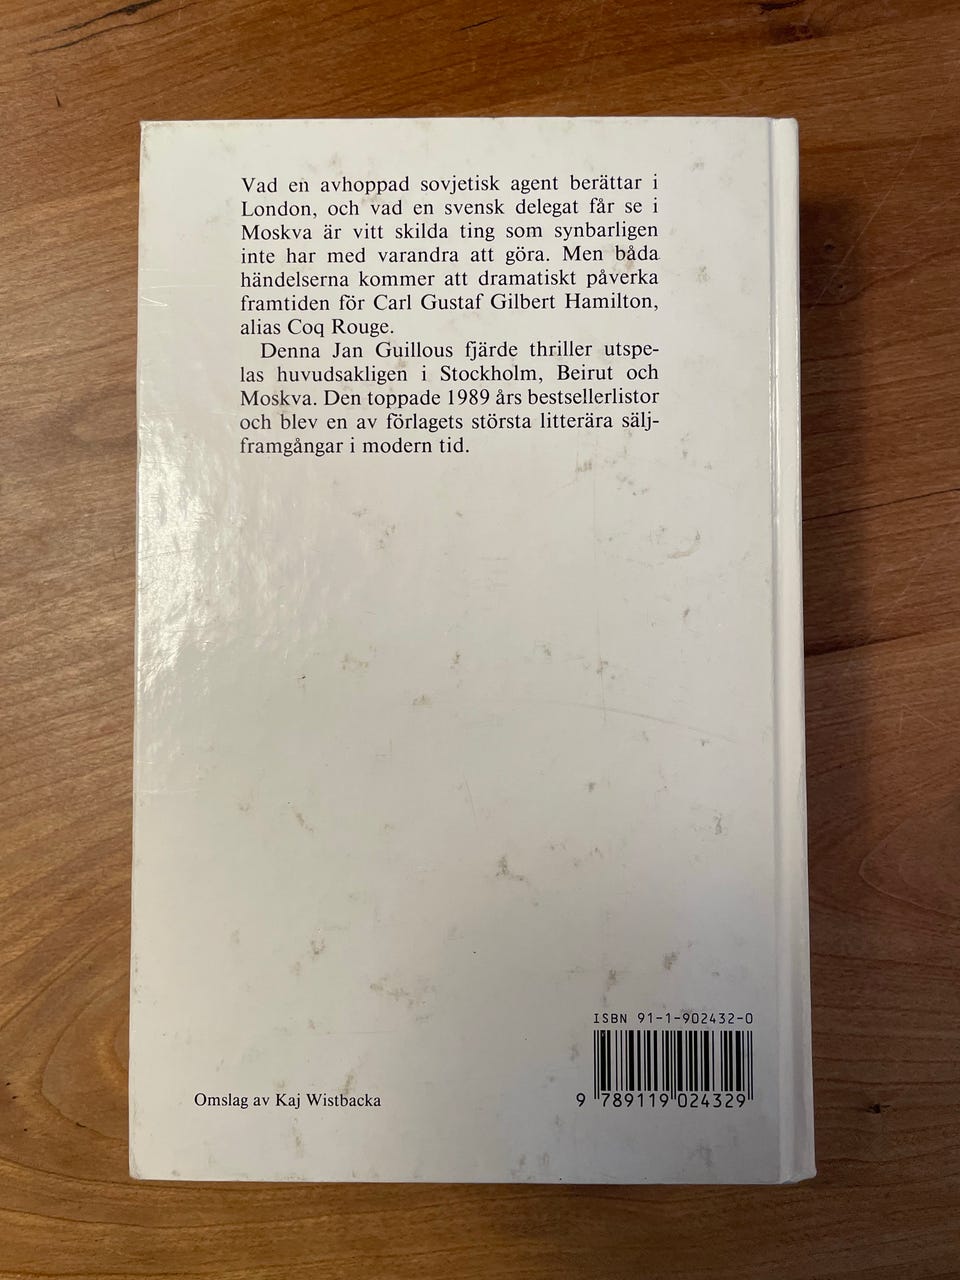 Vad en avhoppad sovjetisk agent berättar i
London, och vad en svensk delegat får se i
Moskva är vitt skilda ting som synbarligen
inte har med varandra att göra. Men båda
händelserna kommer att dramatiskt påverka
framtiden för Carl Gustaf Gilbert Hamilton,
alias Coq Rouge.
Denna Jan Guillous fjärde thriller utspe-
las huvudsakligen i Stockholm, Beirut och
Moskva. Den toppade 1989 års bestsellerlistor
och blev en av förlagets största litterära sälj-
framgångar i modern tid.
ISBN 91-1-902432-0
9 789119 024329
Omslag av Kaj Wistbacka